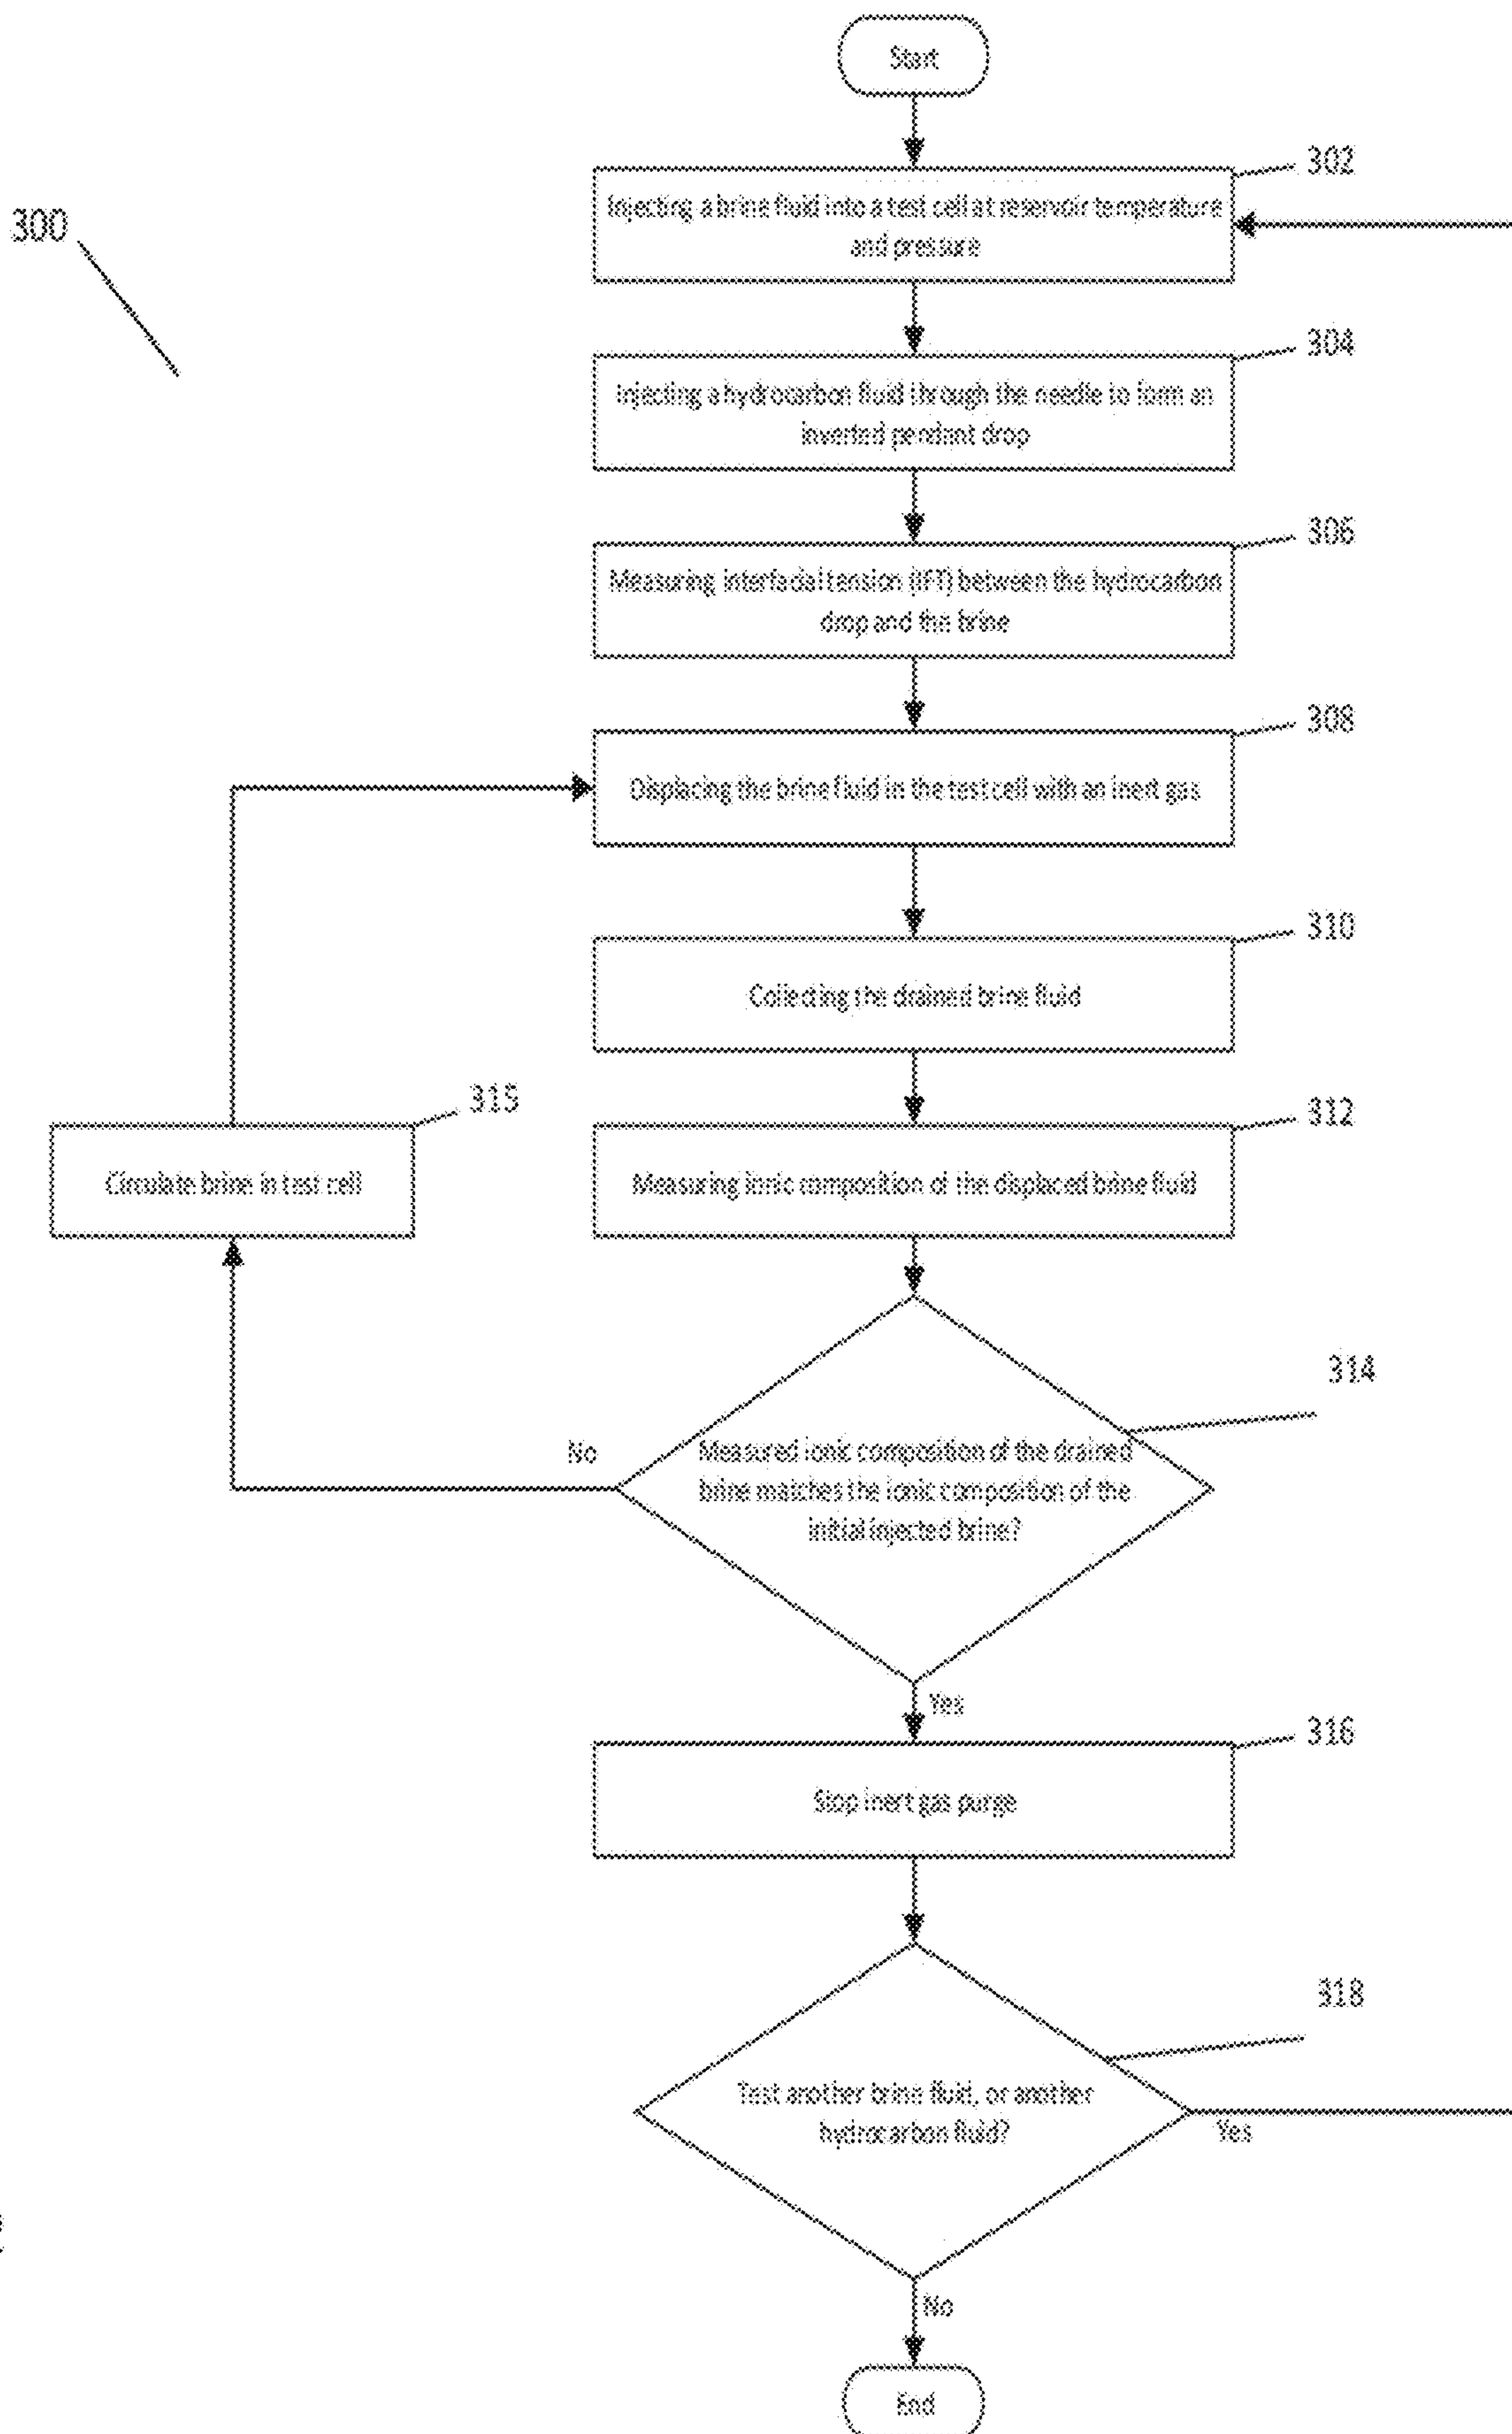 Start
302
Injecting a brine fluid into a test cell at reservoir temperature
and pressure
300
304
Injecting a hydrocarbon fluid through the needle to form an
inverted pendant drop
306
Measuring interfacial tension (IFT) between the hydrocarbon
drop and the brine
308
Displacing the brine fluid in the test cell with an inert gas
310
Collecting the drained brine fluid
315
Circulate brine in test cell
312
Measuring ionic composition of the displaced brine fluid
314
No
Measured ionic composition of the drained
brine matches the ionic composition of the
initial injected brine?
Yes
316
Stop inert gas purge
318
Test another brine fluid, or another
hydrocarbon fluid?
Yes
No
End